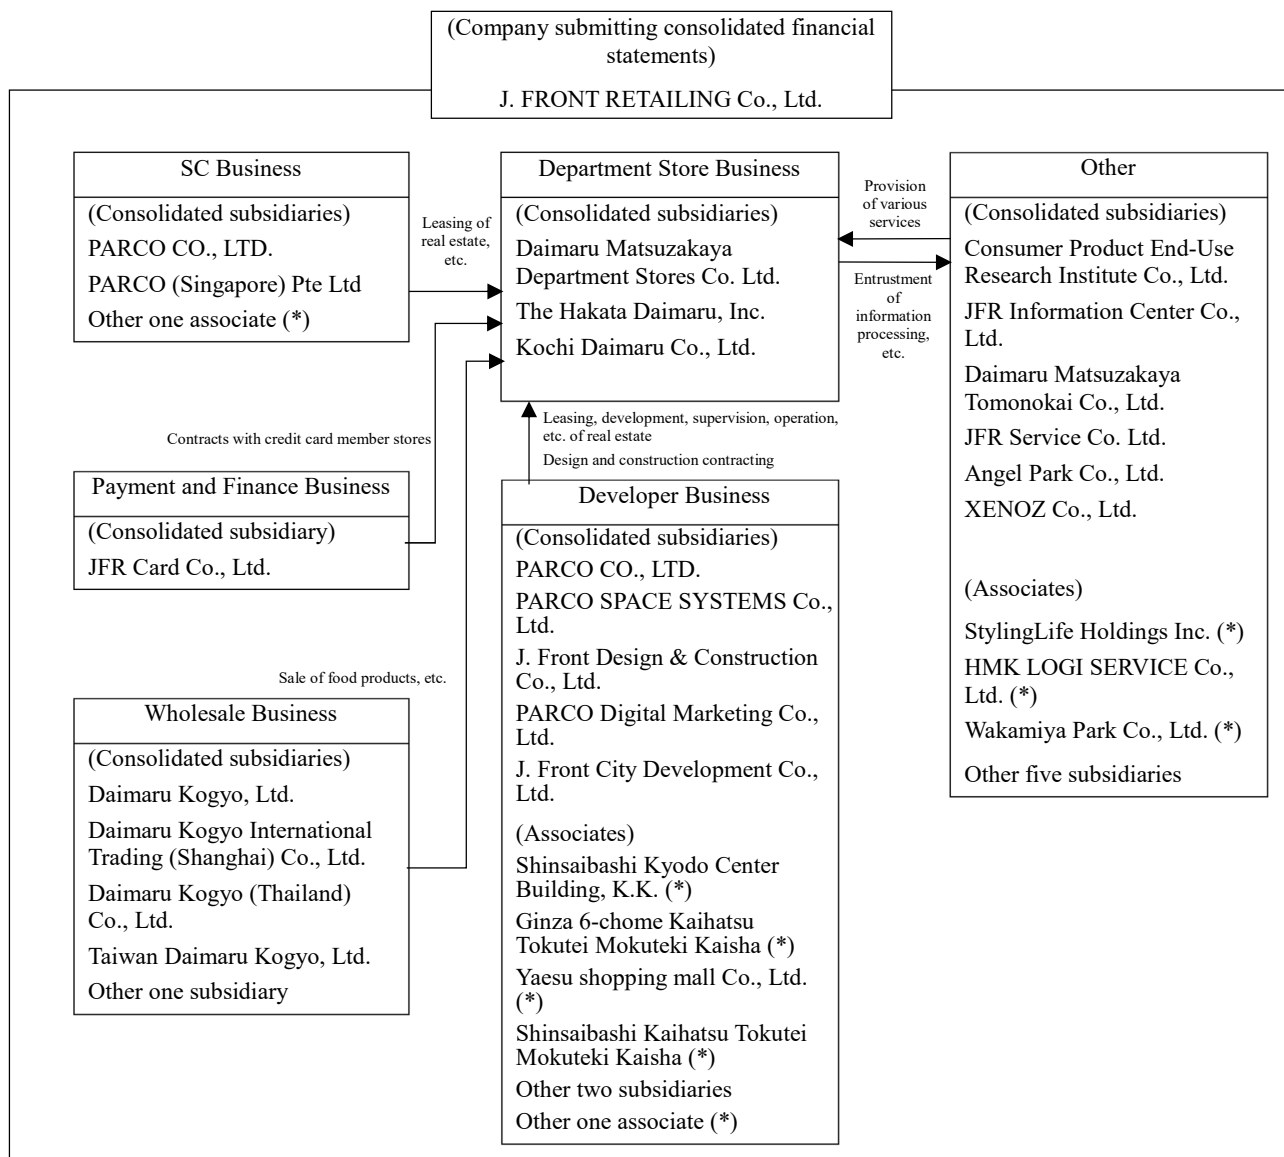 (Company submitting consolidated financial
statements)
J. FRONT RETAILING Co., Ltd.
SC Business
(Consolidated subsidiaries)
PARCO CO., LTD.
PARCO (Singapore) Pte Ltd
Other one associate (*)
Leasing of
real estate,
etc.
Department Store Business
(Consolidated subsidiaries)
Daimaru Matsuzakaya
Department Stores Co. Ltd.
The Hakata Daimaru, Inc.
Kochi Daimaru Co., Ltd.
Provision
of various
services
Entrustment
of
information
processing,
etc.
Other
(Consolidated subsidiaries)
Consumer Product End-Use
Research Institute Co., Ltd.
JFR Information Center Co.,
Ltd.
Daimaru Matsuzakaya
Tomonokai Co., Ltd.
JFR Service Co. Ltd.
Angel Park Co., Ltd.
XENOZ Co., Ltd.
(Associates)
StylingLife Holdings Inc. (*)
HMK LOGI SERVICE Co.,
Ltd. (*)
Wakamiya Park Co., Ltd. (*)
Other five subsidiaries
Contracts with credit card member stores
Payment and Finance Business
(Consolidated subsidiary)
JFR Card Co., Ltd.
Leasing, development, supervision, operation,
etc. of real estate
Design and construction contracting
Developer Business
(Consolidated subsidiaries)
PARCO CO., LTD.
PARCO SPACE SYSTEMS Co.,
Ltd.
J. Front Design & Construction
Co., Ltd.
PARCO Digital Marketing Co.,
Ltd.
J. Front City Development Co.,
Ltd.
(Associates)
Shinsaibashi Kyodo Center
Building, K.K. (*)
Ginza 6-chome Kaihatsu
Tokutei Mokuteki Kaisha (*)
Yaesu shopping mall Co., Ltd.
(*)
Shinsaibashi Kaihatsu Tokutei
Mokuteki Kaisha (*)
Other two subsidiaries
Other one associate (*)
Sale of food products, etc.
Wholesale Business
(Consolidated subsidiaries)
Daimaru Kogyo, Ltd.
Daimaru Kogyo International
Trading (Shanghai) Co., Ltd.
Daimaru Kogyo (Thailand)
Co., Ltd.
Taiwan Daimaru Kogyo, Ltd.
Other one subsidiary